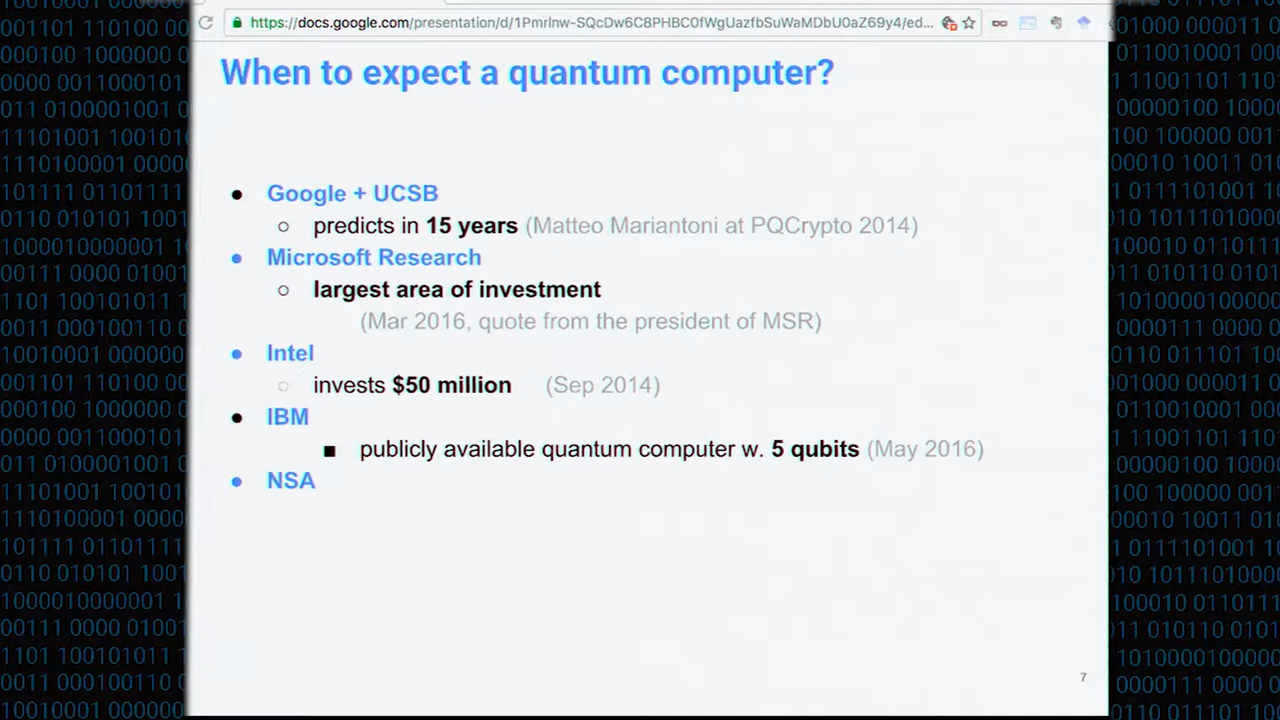 https://docs.google.com/presentation/d/1PmrInw-SQcDw6C8PHBC0fWgUazfbSuWaMDbU0aZ69y4/ed...
When to expect a quantum computer?
● Google + UCSB
○ predicts in 15 years (Matteo Mariantoni at PQCrypto 2014)
● Microsoft Research
○ largest area of investment
(Mar 2016, quote from the president of MSR)
● Intel
○ invests $50 million (Sep 2014)
● IBM
■ publicly available quantum computer w. 5 qubits (May 2016)
● NSA
7